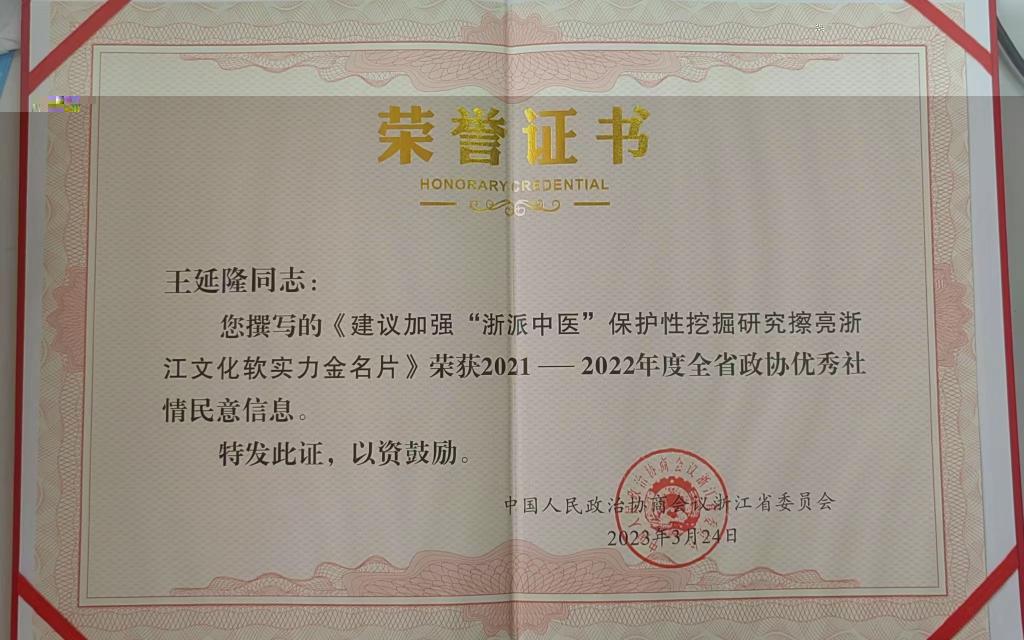 荣誉证书
HONORARY CREDENTIAL
王延隆同志：
您撰写的《建议加强“浙派中医”保护性挖掘研究擦亮浙
江文化软实力金名片》荣获2021 — 2022年度全省政协优秀社
情民意信息。
特发此证，以资鼓励。
中国人民政治协商会议浙江省委员会
2023年3月24日